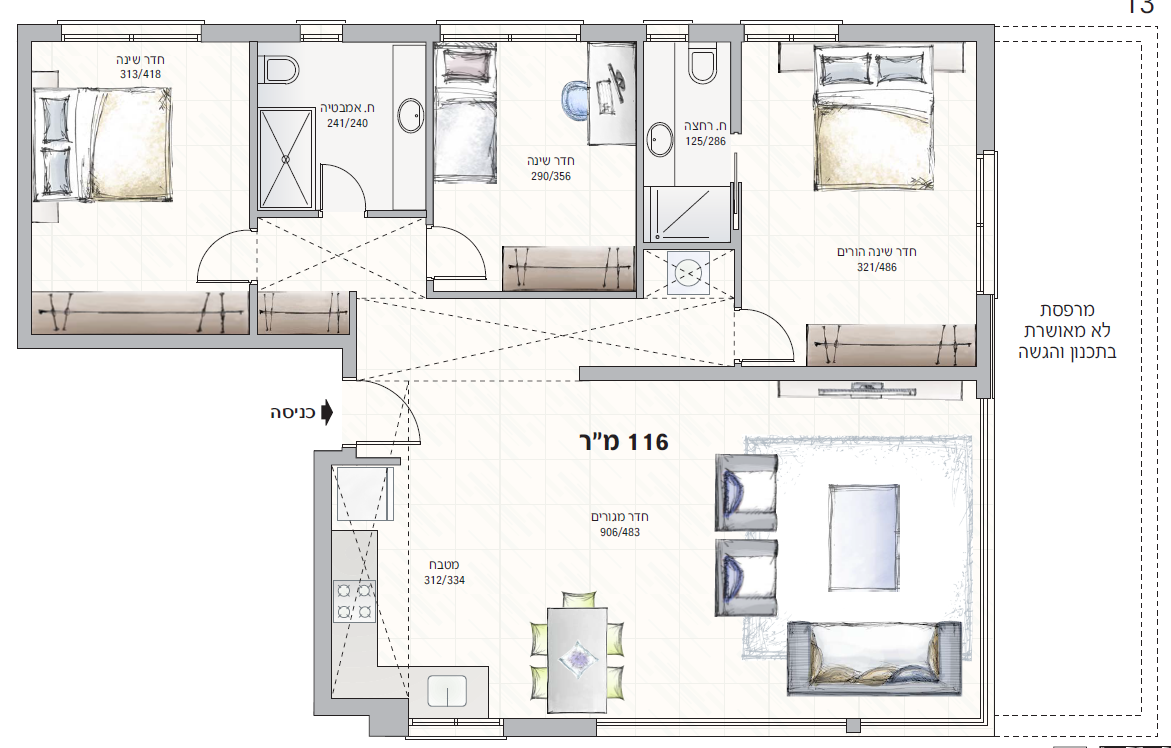 13
חדר שינה
313/418
ח. אמבטיה
241/240
חדר שינה
290/356
ח. רחצה
125/286
חדר שינה הורים
321/486
מרפסת
לא מאושרת
בתכנון והגשה
כניסה
116 מ"ר
חדר מגורים
906/483
מטבח
312/334